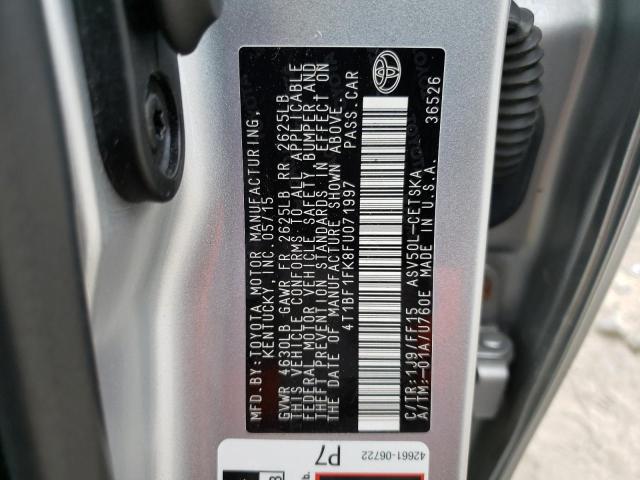 MFD.BY:TOYOTA MOTOR MANUFACTURING,
KENTUCKY,INC.05/15
GVWR 4630LB GAWR FR 2625LB RR 2625LB
THIS VEHICLE CONFORMS TO ALL APPLICABLE
FEDERAL MOTOR VEHICLE SAFETY BUMPER AND
THEFT PREVENTION STANDARDS IN EFFECT ON
THE DATE OF MANUFACTURE SHOWN ABOVE.
4T1BF1FK8FU071997 PASS.CAR
C/TR:1J9/FF15 ASV50L-CETSKA
A/TM:-01A/U760E MADE IN U.S.A. 36526
42661-06722
P7